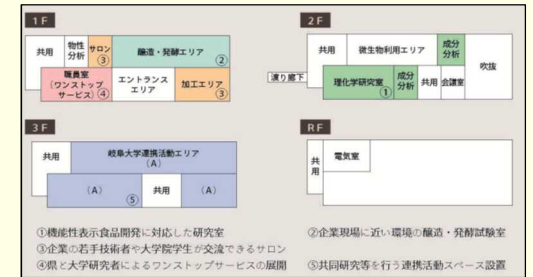 1F
共用
物性
分析
サロン
③
醸造・発酵エリア
②
職員室
(ワンストップ
サービス)④
エントランス
エリア
加工エリア
③
2F
共用
微生物利用エリア
成分
分析
吹抜
渡り廊下
理化学研究室
①
成分
分析
共用
会議室
3F
共用
岐阜大学連携活動エリア
(A)
(A)
⑤
共用
(A)
RF
共用
電気室
①機能性表示食品開発に対応した研究室
②企業現場に近い環境の醸造・発酵試験室
③企業の若手技術者や大学院学生が交流できるサロン
④県と大学研究者によるワンストップサービスの展開
⑤共同研究等を行う連携活動スペース設置